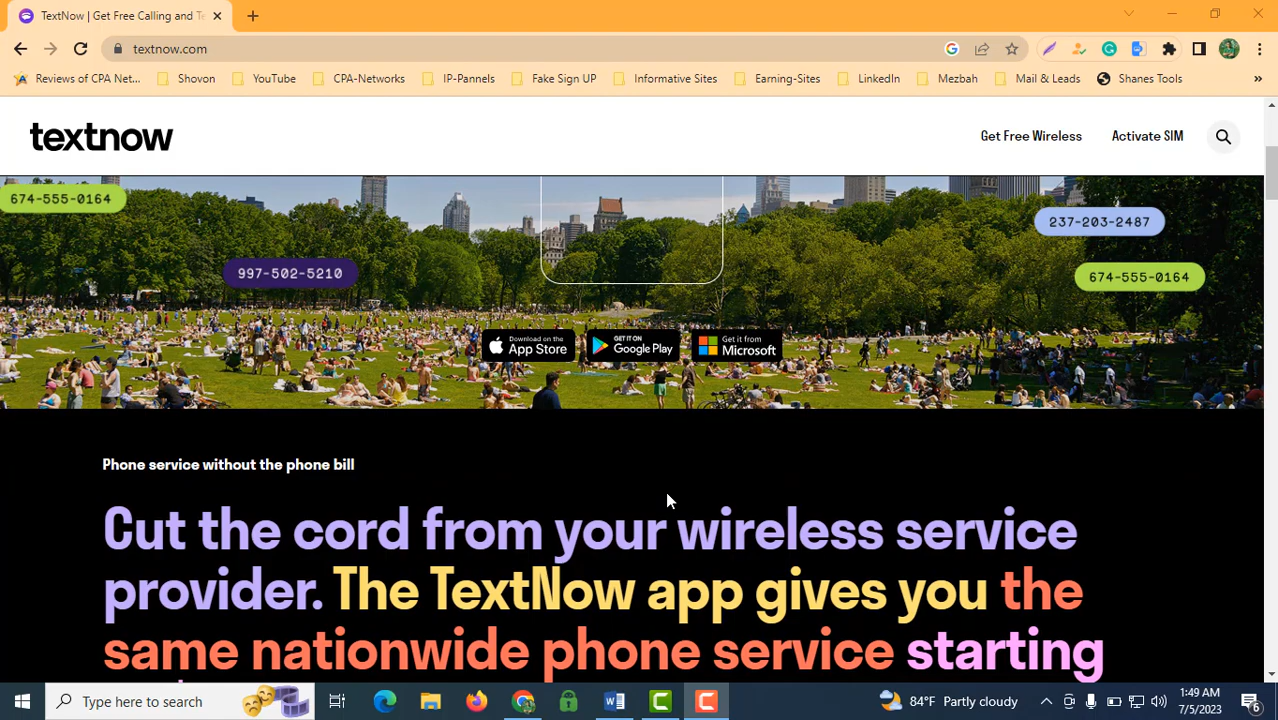 TextNow | Get Free Calling and Te
textnow.com
Reviews of CPA Net...
Shovon
YouTube
CPA-Networks
IP-Pannels
Fake Sign UP
Informative Sites
Earning-Sites
LinkedIn
Mezbah
Mail & Leads
Shanes Tools
»
textnow
Get Free Wireless
Activate SIM
674-555-0164
237-203-2487
997-502-5210
674-555-0164
Download on the
App Store
GET IT ON
Google Play
Get it from
Microsoft
Phone service without the phone bill
Cut the cord from your wireless service
provider. The TextNow app gives you the
same nationwide phone service starting
Type here to search
84°F Partly cloudy
1:49 AM
7/5/2023
6